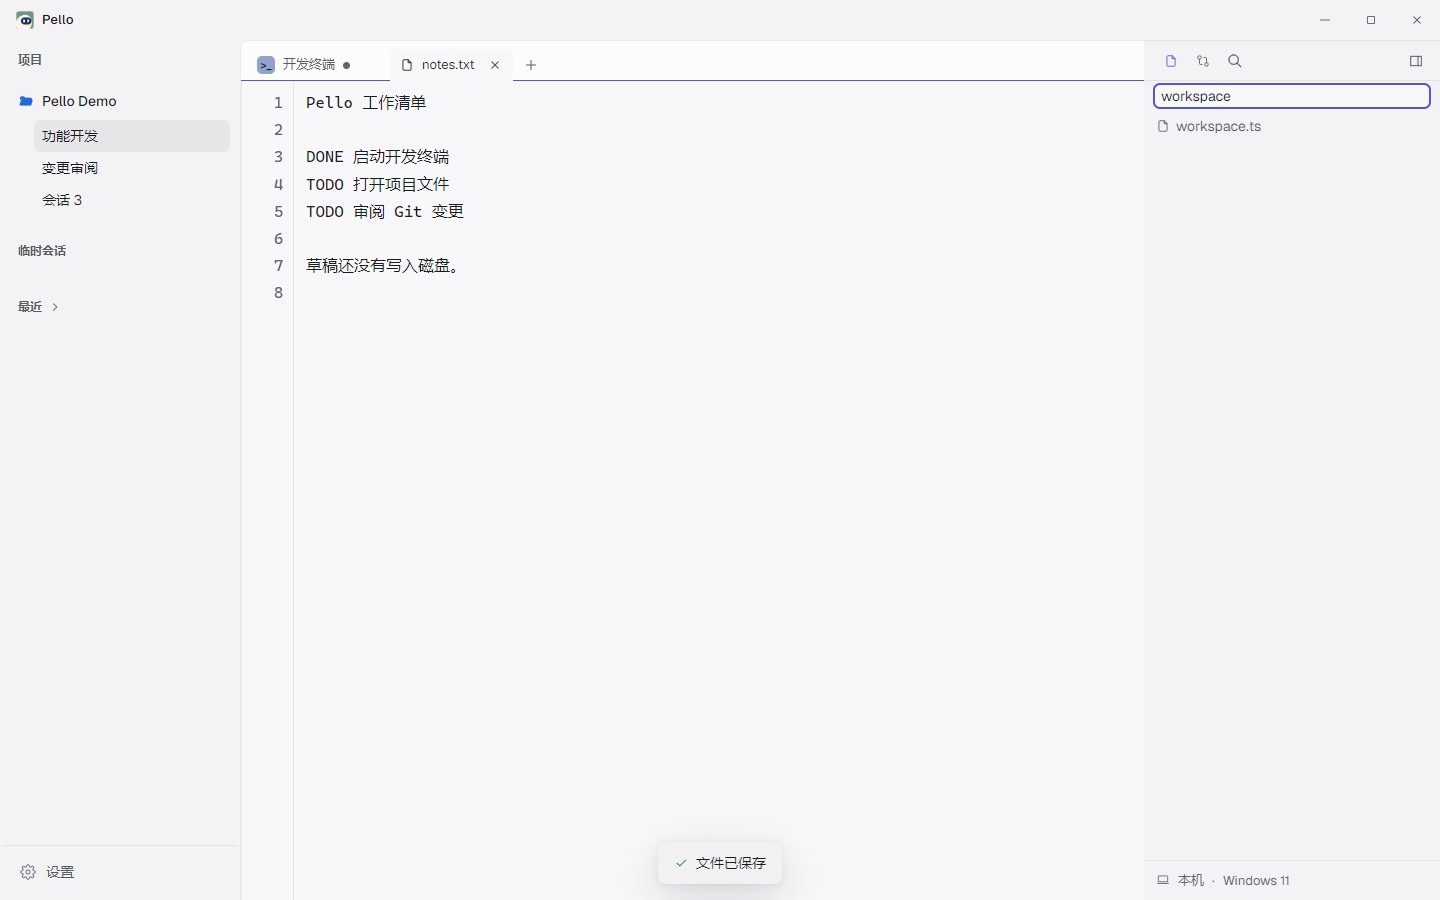 Pello
项目
Pello Demo
功能开发
变更审阅
会话 3
临时会话
最近
设置
>_ 开发终端
notes.txt
1 Pello 工作清单
2
3 DONE 启动开发终端
4 TODO 打开项目文件
5 TODO 审阅 Git 变更
6
7 草稿还没有写入磁盘。
8
文件已保存
workspace
workspace.ts
本机 · Windows 11